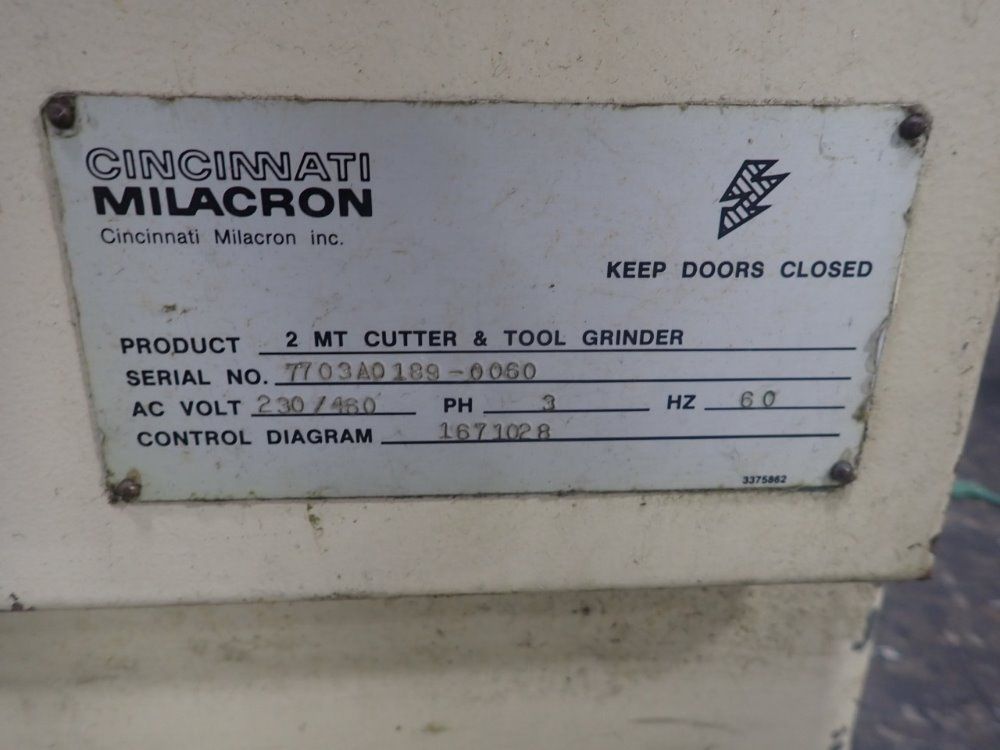 CINCINNATI
MILACRON
Cincinnati Milacron inc.
KEEP DOORS CLOSED
PRODUCT 2 MT CUTTER & TOOL GRINDER
SERIAL NO. 7703A0189-0060
AC VOLT 230/460 PH 3 HZ 60
CONTROL DIAGRAM 1671028
3375862